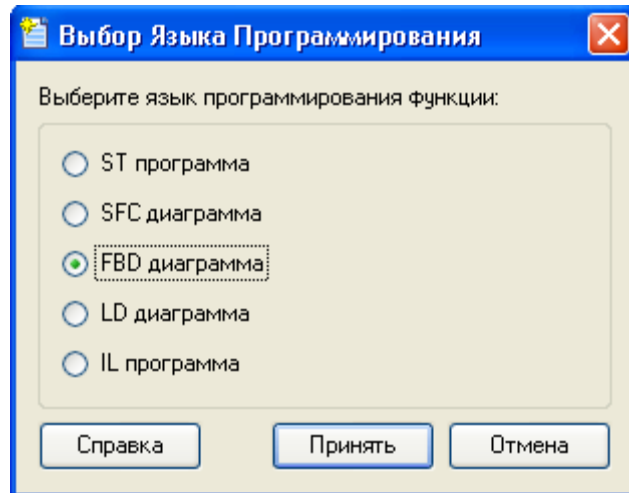 Выбор Языка Программирования
Выберите язык программирования функции:
ST программа
SFC диаграмма
FBD диаграмма
LD диаграмма
IL программа
Справка Принять Отмена